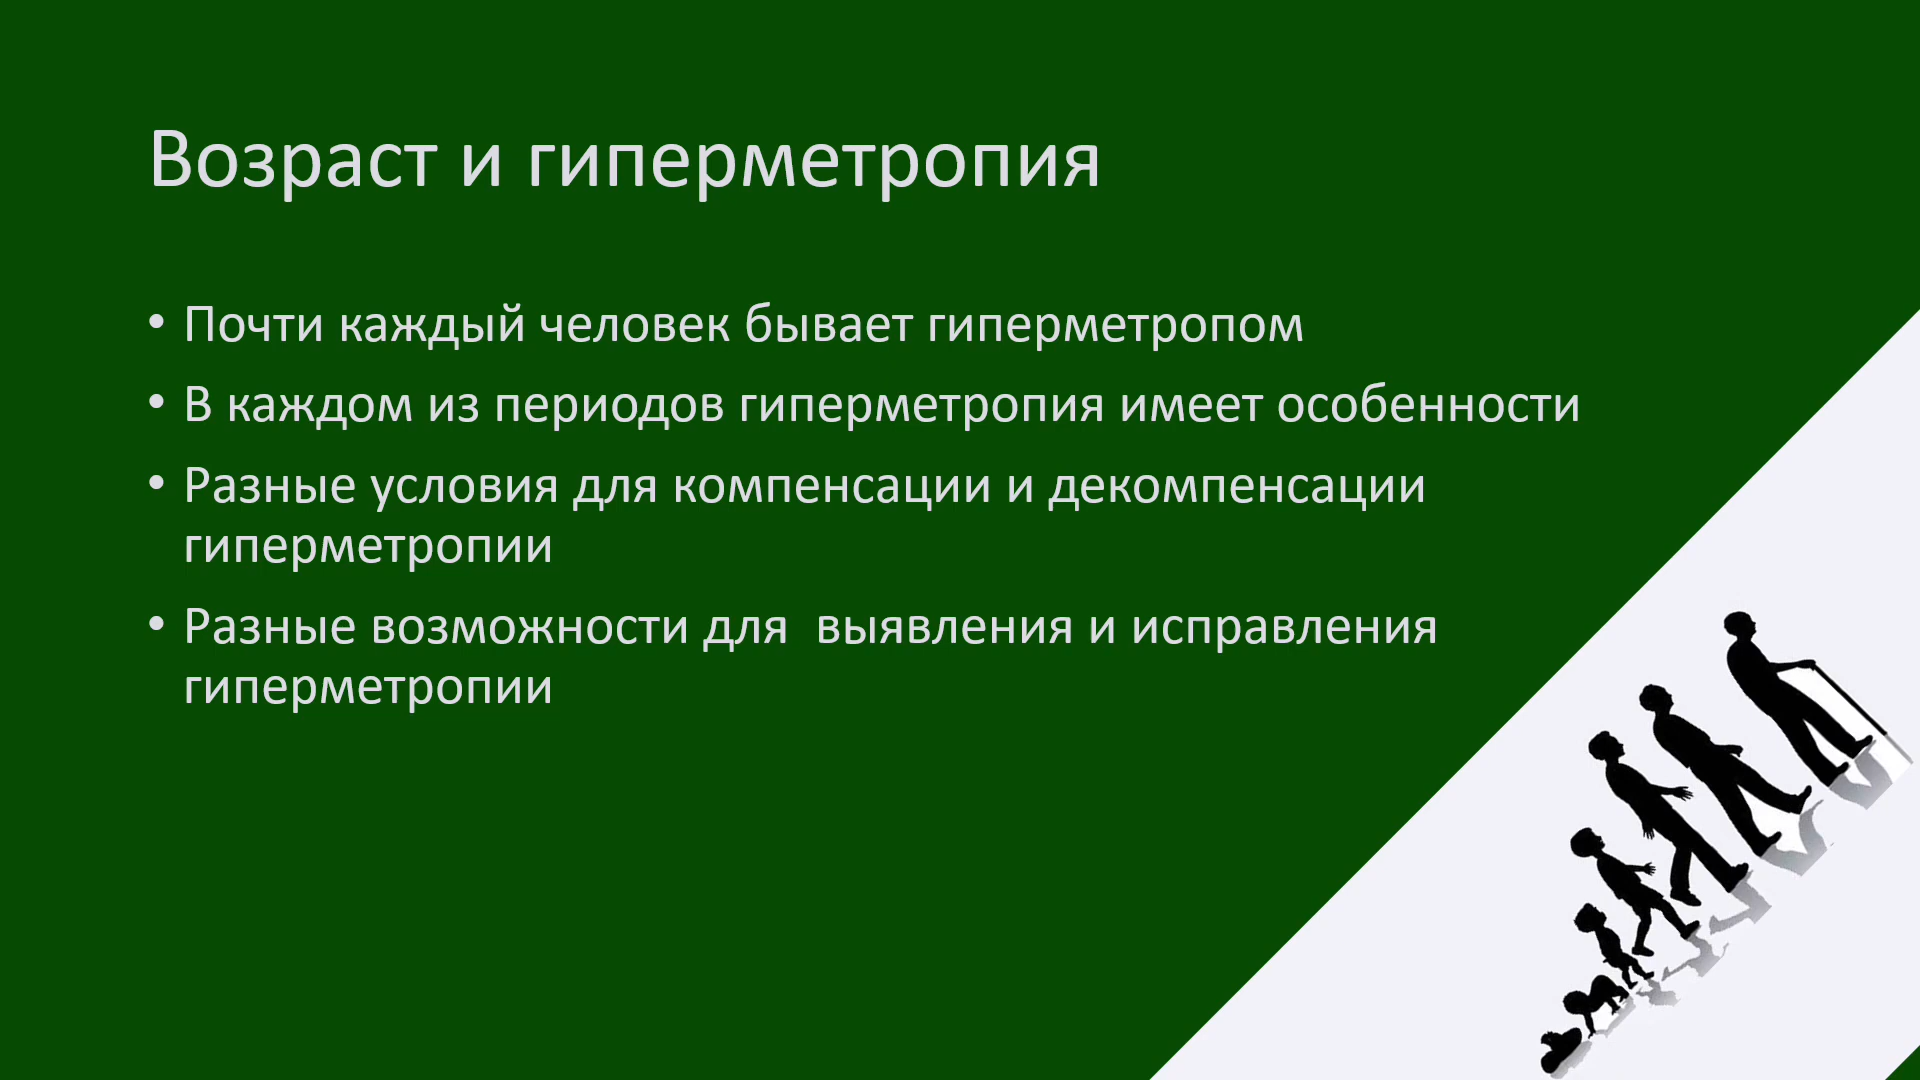 Возраст и гиперметропия
• Почти каждый человек бывает гиперметропом
• В каждом из периодов гиперметропия имеет особенности
• Разные условия для компенсации и декомпенсации
гиперметропии
• Разные возможности для  выявления и исправления
гиперметропии